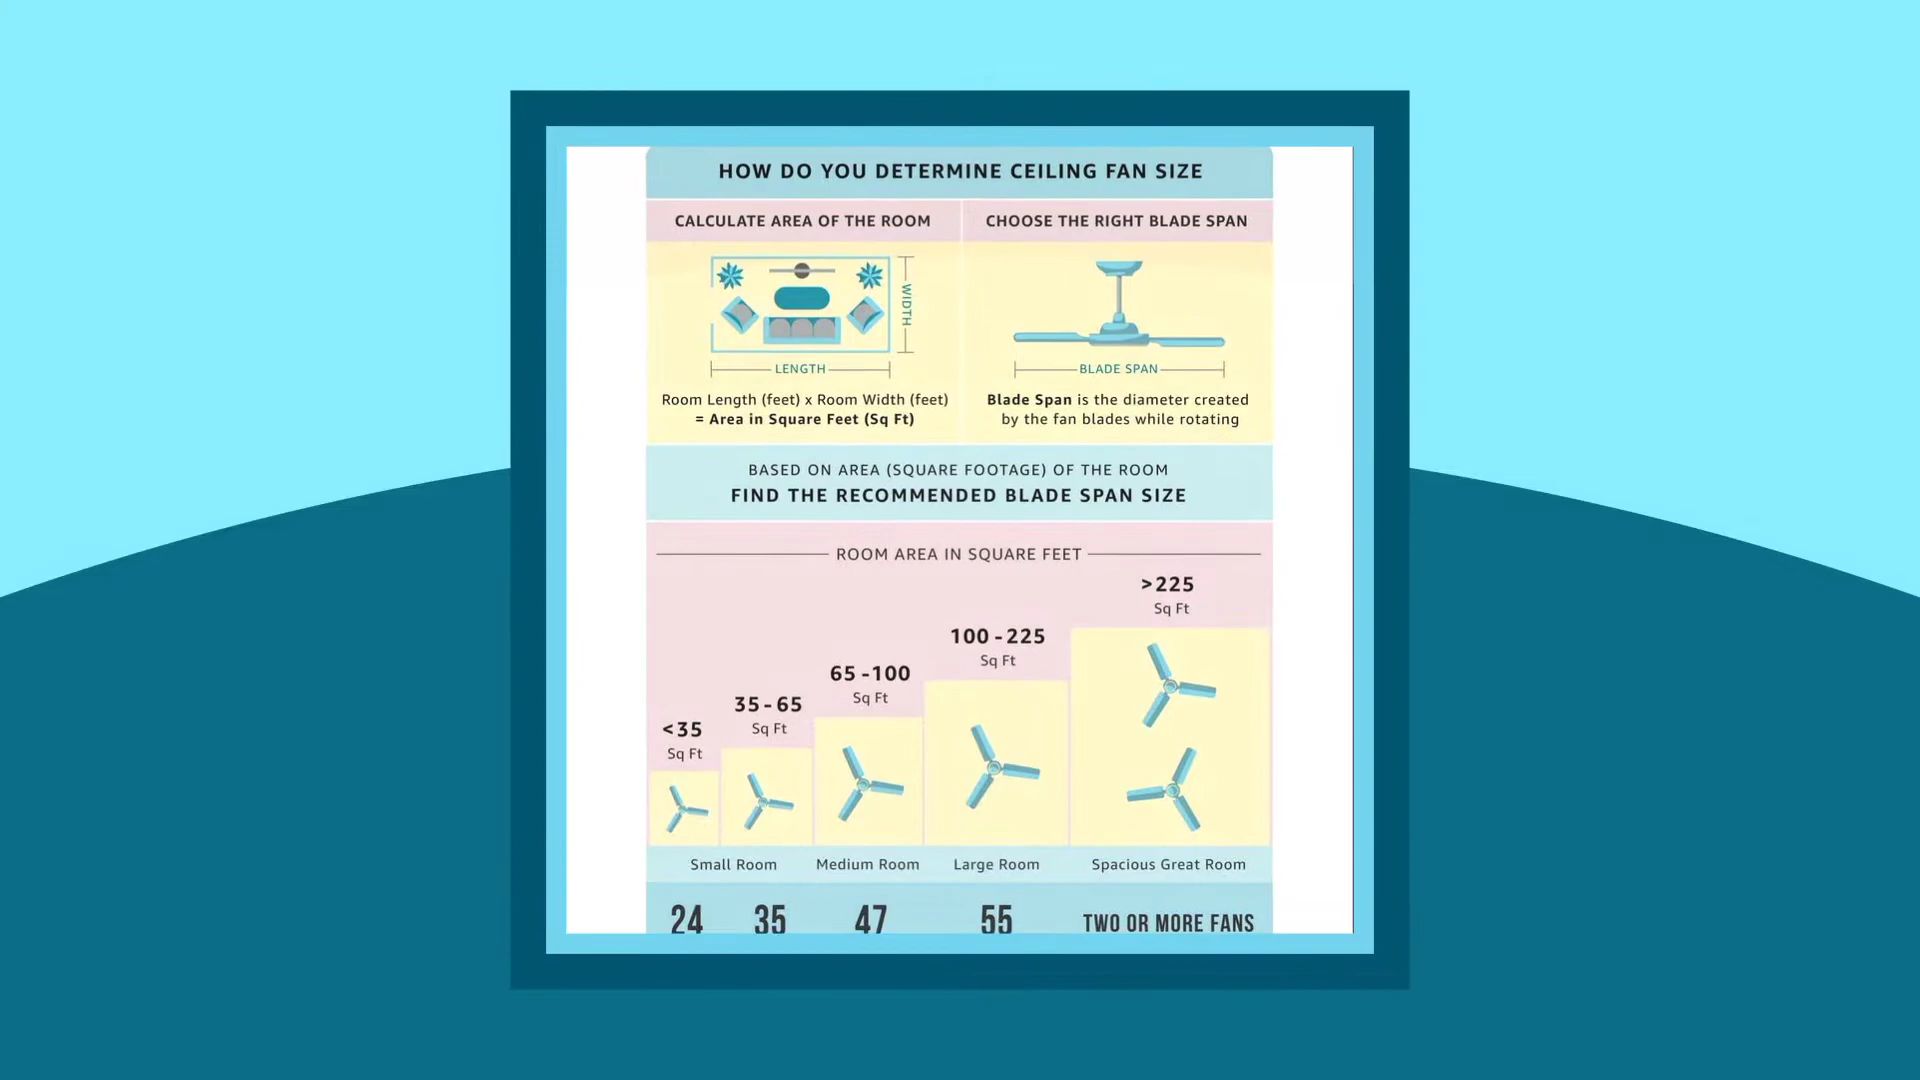 HOW DO YOU DETERMINE CEILING FAN SIZE
CALCULATE AREA OF THE ROOM
CHOOSE THE RIGHT BLADE SPAN
WIDTH
LENGTH
BLADE SPAN
Room Length (feet) x Room Width (feet)
= Area in Square Feet (Sq Ft)
Blade Span is the diameter created
by the fan blades while rotating
BASED ON AREA (SQUARE FOOTAGE) OF THE ROOM
FIND THE RECOMMENDED BLADE SPAN SIZE
ROOM AREA IN SQUARE FEET
<35
Sq Ft
35-65
Sq Ft
65-100
Sq Ft
100-225
Sq Ft
>225
Sq Ft
Small Room
Medium Room
Large Room
Spacious Great Room
24
35
47
55
TWO OR MORE FANS